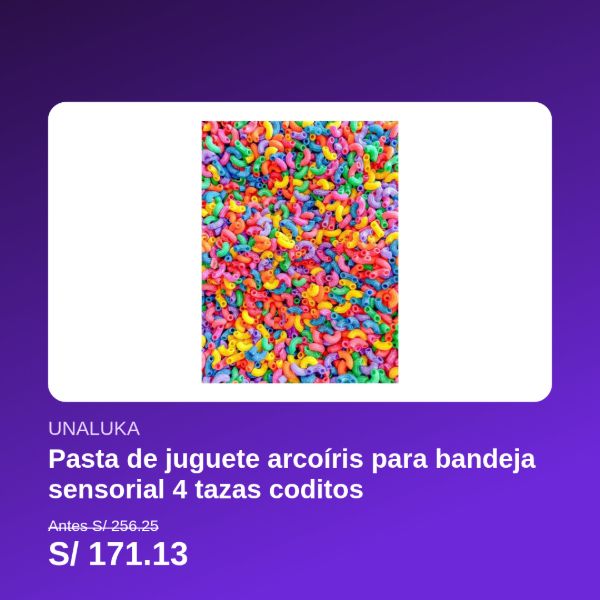 UNALUKA
Pasta de juguete arcoíris para bandeja
sensorial 4 tazas coditos
Antes S/ 256.25
S/ 171.13